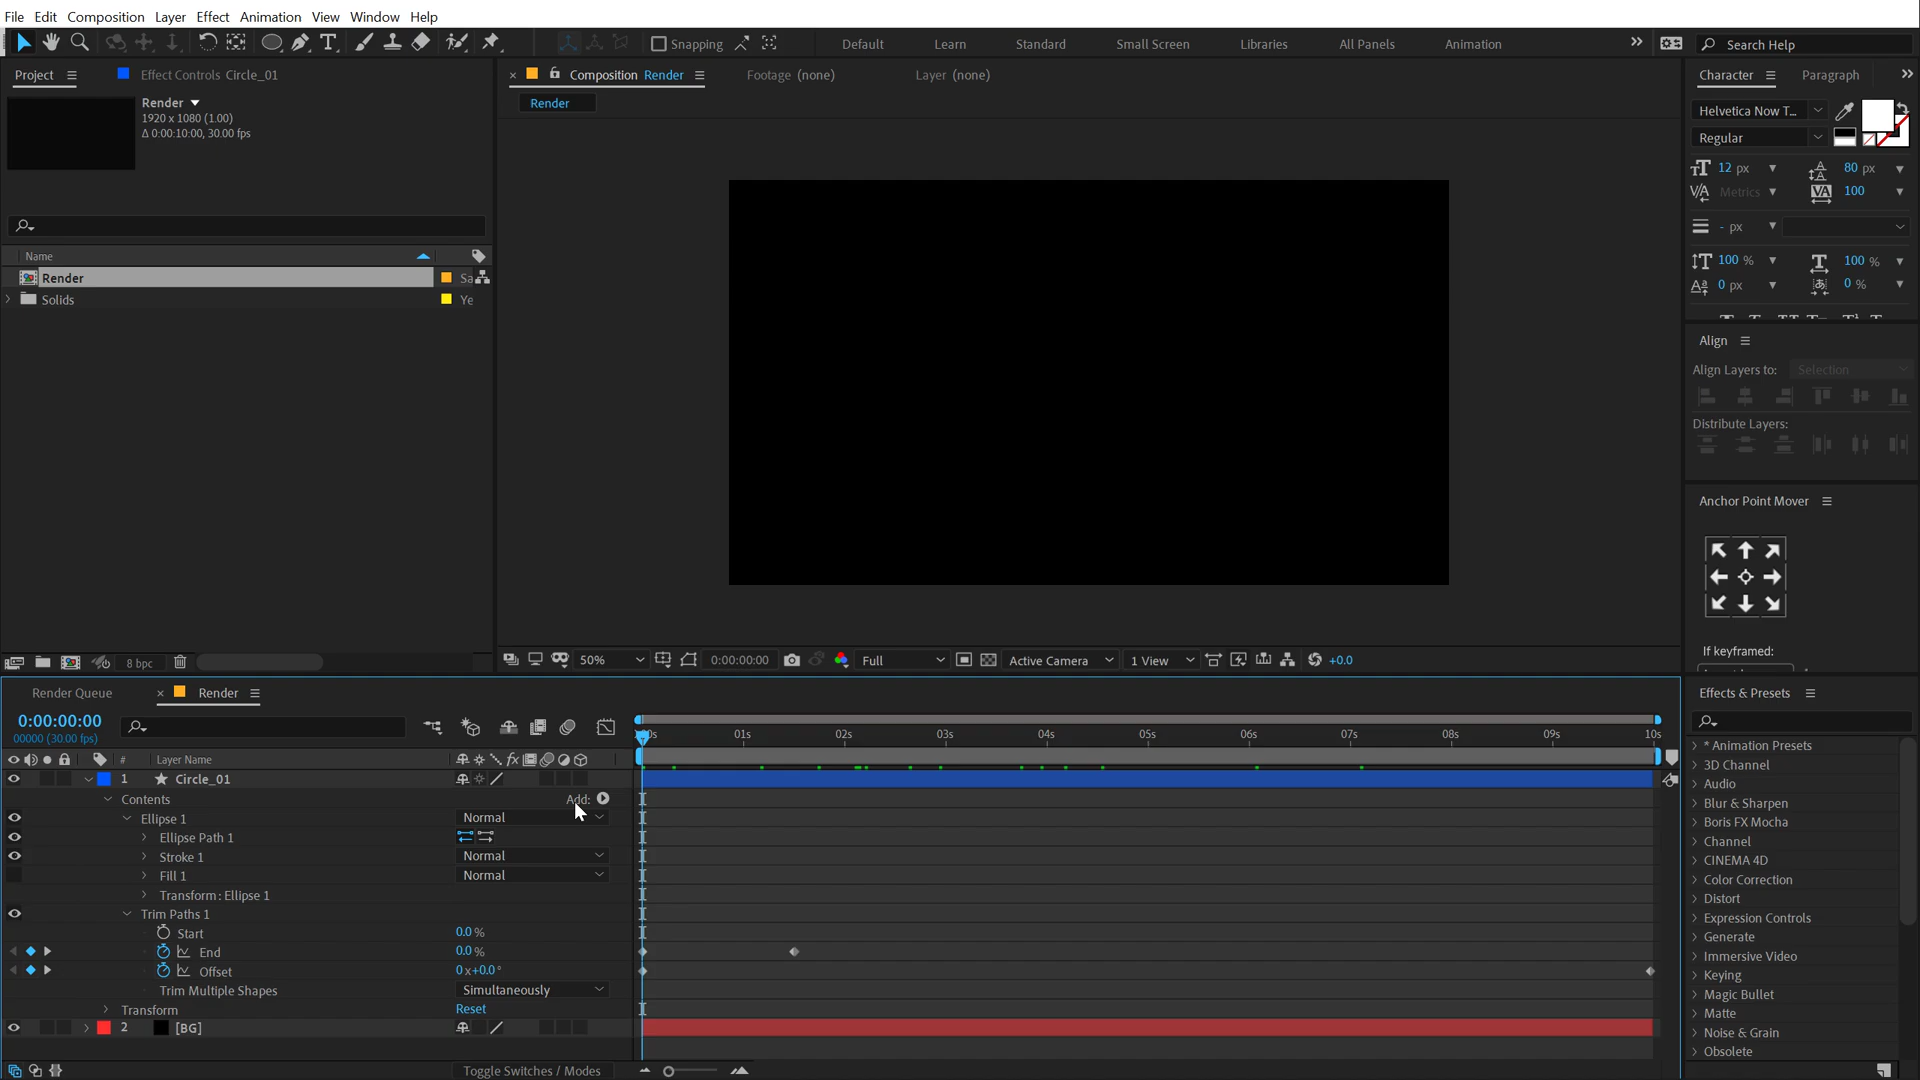 File Edit Composition Layer Effect Animation View Window Help
Snapping Default Learn Standard Small Screen Libraries All Panels Animation Search Help
Project Effect Controls Circle_01 Composition Render Footage (none) Layer (none) Character Paragraph
Render
1920 x 1080 (1.00)
Δ 0:00:10:00, 30.00 fps
Render
Helvetica Now T...
Regular
12 px 80 px
Metrics 100
- px
100 % 100 %
0 px 0 %
Name
Render Sa
Solids Ye
Align
Align Layers to: Selection
Distribute Layers:
Anchor Point Mover
If keyframed:
8 bpc 50% 0:00:00:00 Full Active Camera 1 View +0.0
Render Queue Render
0:00:00:00
00000 (30.00 fps)
01s 02s 03s 04s 05s 06s 07s 08s 09s 10s
# Layer Name
1 Circle_01
Contents Add:
Ellipse 1 Normal
Ellipse Path 1
Stroke 1 Normal
Fill 1 Normal
Transform: Ellipse 1
Trim Paths 1
Start 0.0 %
End 0.0 %
Offset 0 x+0.0 °
Trim Multiple Shapes Simultaneously
Transform Reset
2 [BG]
Toggle Switches / Modes
Effects & Presets
* Animation Presets
3D Channel
Audio
Blur & Sharpen
Boris FX Mocha
Channel
CINEMA 4D
Color Correction
Distort
Expression Controls
Generate
Immersive Video
Keying
Magic Bullet
Matte
Noise & Grain
Obsolete